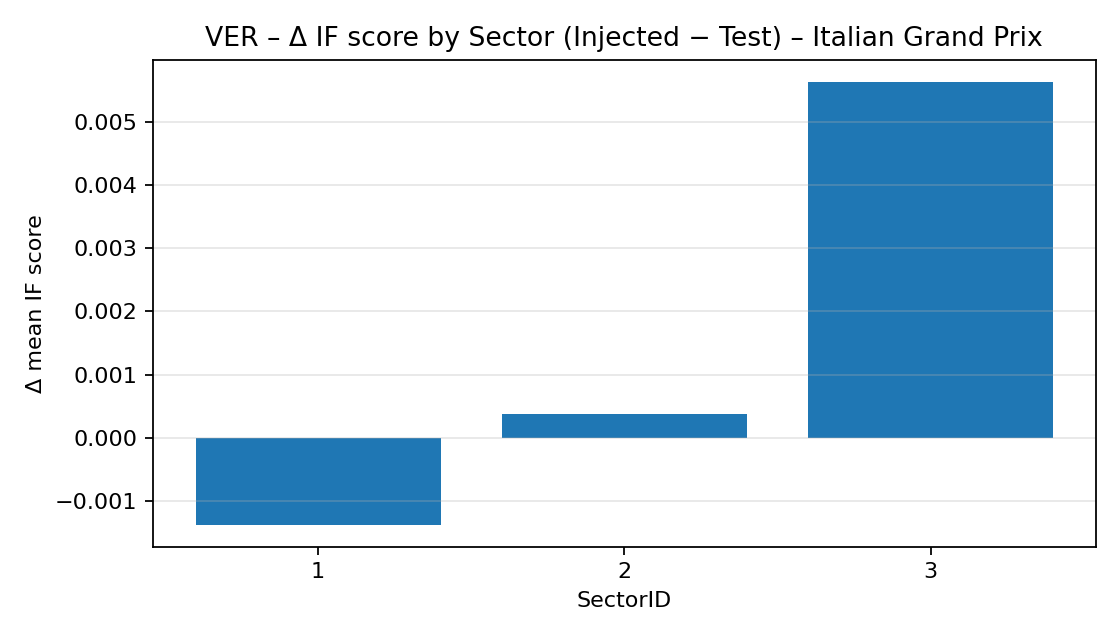 VER – Δ IF score by Sector (Injected − Test) – Italian Grand Prix
Δ mean IF score
0.005
0.004
0.003
0.002
0.001
0.000
−0.001
1 2 3
SectorID